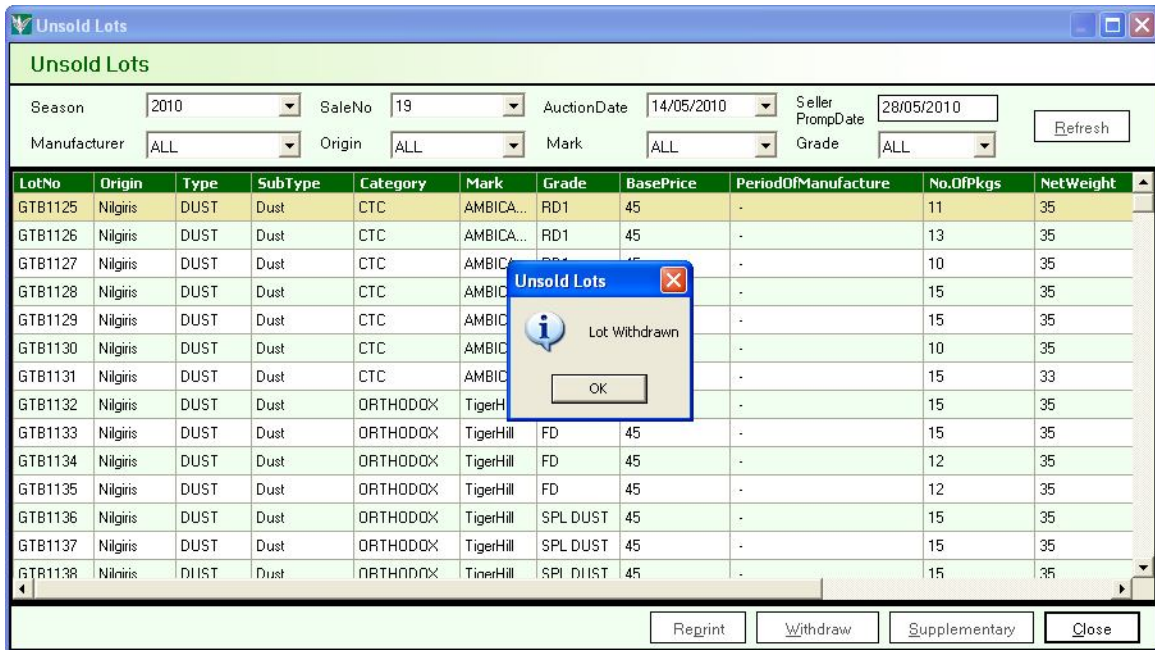 Unsold Lots
Unsold Lots
Season 2010 SaleNo 19 AuctionDate 14/05/2010 Seller PrompDate 28/05/2010
Refresh
Manufacturer ALL Origin ALL Mark ALL Grade ALL
LotNo Origin Type SubType Category Mark Grade BasePrice PeriodOfManufacture No.OfPkgs NetWeight
GTB1125 Nilgiris DUST Dust CTC AMBICA... RD1 45 - 11 35
GTB1126 Nilgiris DUST Dust CTC AMBICA... RD1 45 - 13 35
GTB1127 Nilgiris DUST Dust CTC - 10 35
GTB1128 Nilgiris DUST Dust CTC AMBIC - 15 35
GTB1129 Nilgiris DUST Dust CTC AMBIC - 15 35
GTB1130 Nilgiris DUST Dust CTC AMBIC - 10 35
GTB1131 Nilgiris DUST Dust CTC AMBIC - 15 33
GTB1132 Nilgiris DUST Dust ORTHODOX TigerH - 15 35
GTB1133 Nilgiris DUST Dust ORTHODOX TigerHill FD 45 - 15 35
GTB1134 Nilgiris DUST Dust ORTHODOX TigerHill FD 45 - 12 35
GTB1135 Nilgiris DUST Dust ORTHODOX TigerHill FD 45 - 12 35
GTB1136 Nilgiris DUST Dust ORTHODOX TigerHill SPL DUST 45 - 15 35
GTB1137 Nilgiris DUST Dust ORTHODOX TigerHill SPL DUST 45 - 15 35
GTB1138 Nilgiris DUST Dust ORTHODOX TigerHill SPL DUST 45 - 15 35
Unsold Lots
Lot Withdrawn
OK
Reprint Withdraw Supplementary Close